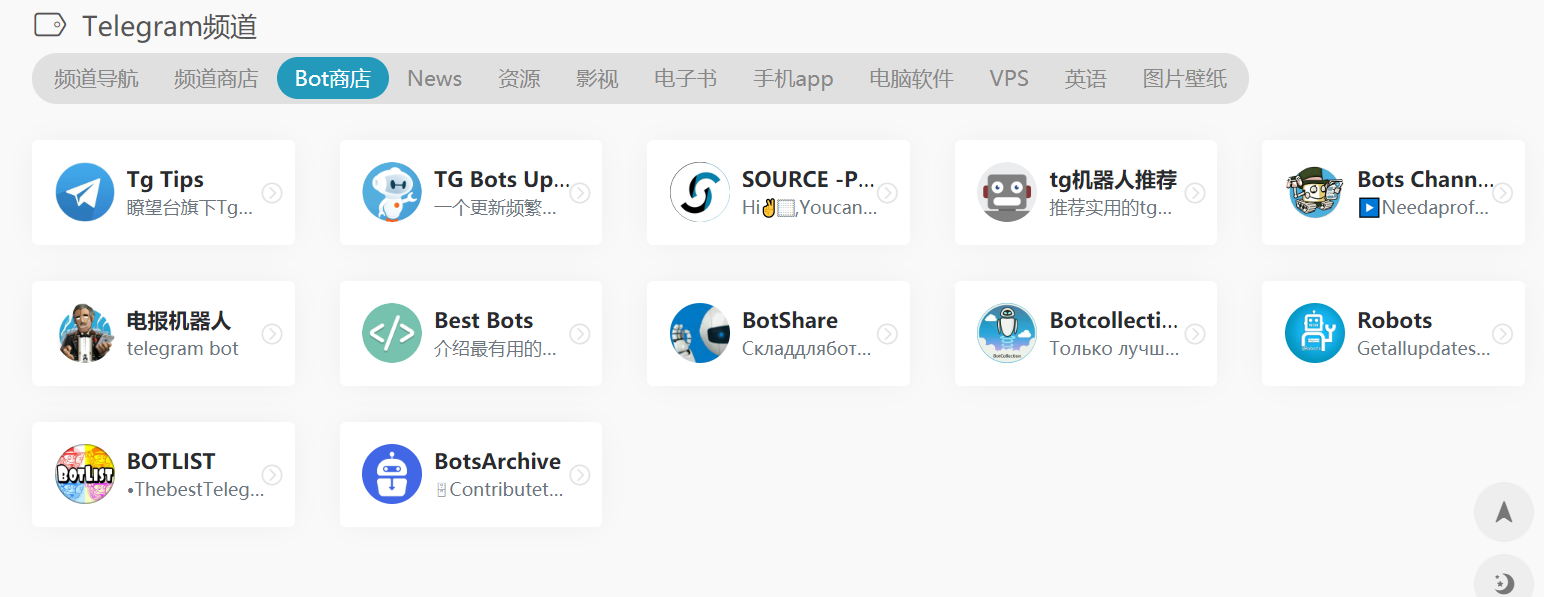 Telegram频道
频道导航 频道商店 Bot商店 News 资源 影视 电子书 手机app 电脑软件 VPS 英语 图片壁纸
Tg Tips
瞭望台旗下Tg...
TG Bots Up...
一个更新频繁...
SOURCE -P...
Hi✌🏻,Youcan...
tg机器人推荐
推荐实用的tg...
Bots Chann...
▶️Needaprof...
电报机器人
telegram bot
Best Bots
介绍最有用的...
BotShare
Складдлябот...
Botcollecti...
Только лучш...
BotCollection
Robots
Getallupdates...
BOTLIST
•ThebestTeleg...
BOTLIST
BotsArchive
Contributet...